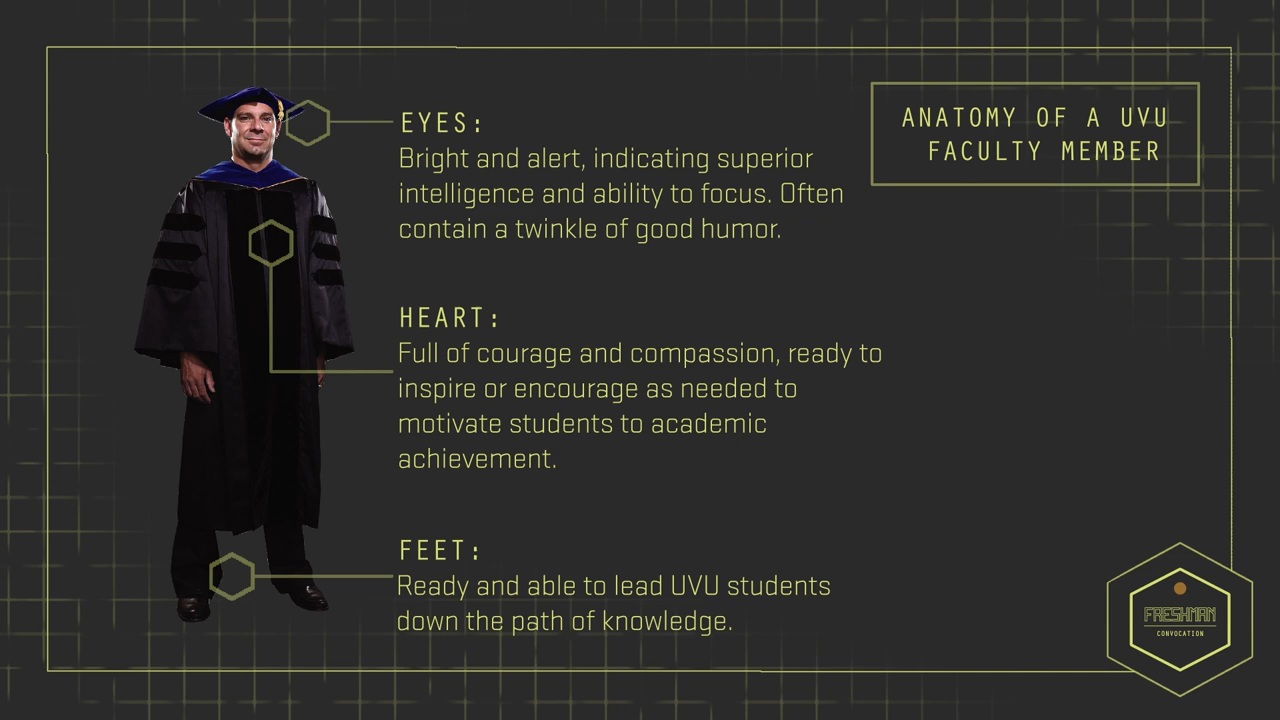 ANATOMY OF A UVU
FACULTY MEMBER
EYES:
Bright and alert, indicating superior
intelligence and ability to focus. Often
contain a twinkle of good humor.
HEART:
Full of courage and compassion, ready to
inspire or encourage as needed to
motivate students to academic
achievement.
FEET:
Ready and able to lead UVU students
down the path of knowledge.
FRESHMAN
CONVOCATION